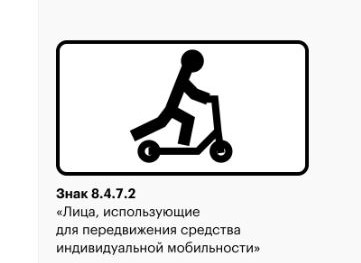 Знак 8.4.7.2
«Лица, использующие
для передвижения средства
индивидуальной мобильности»